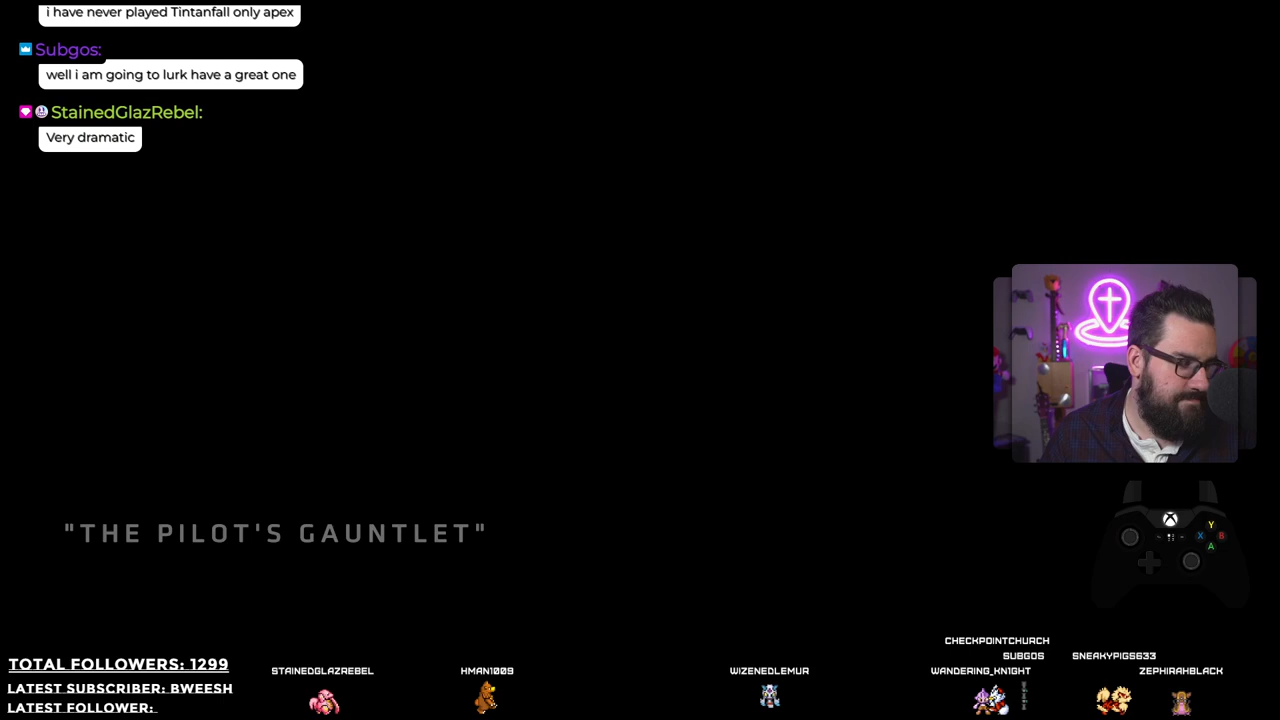 i have never played Tintanfall only apex
Subgos:
well i am going to lurk have a great one
StainedGlazRebel:
Very dramatic
"THE PILOT'S GAUNTLET"
Y
X B
A
CHECKPOINTCHURCH
SUBGOS SNEAKYPIGS633
STAINEDGLAZREBEL HMAN1009 WIZENEDLEMUR WANDERING_KN1GHT ZEPHIRAHBLACK
TOTAL FOLLOWERS: 1299
LATEST SUBSCRIBER: BWEESH
LATEST FOLLOWER: